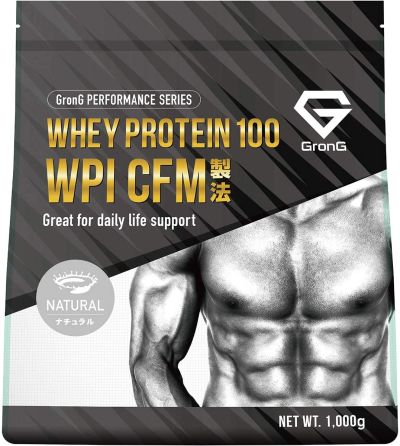 GronG PERFORMANCE SERIES
WHEY PROTEIN 100
WPI CFM製法
Great for daily life support
GronG
NATURAL
ナチュラル
NET WT. 1,000g